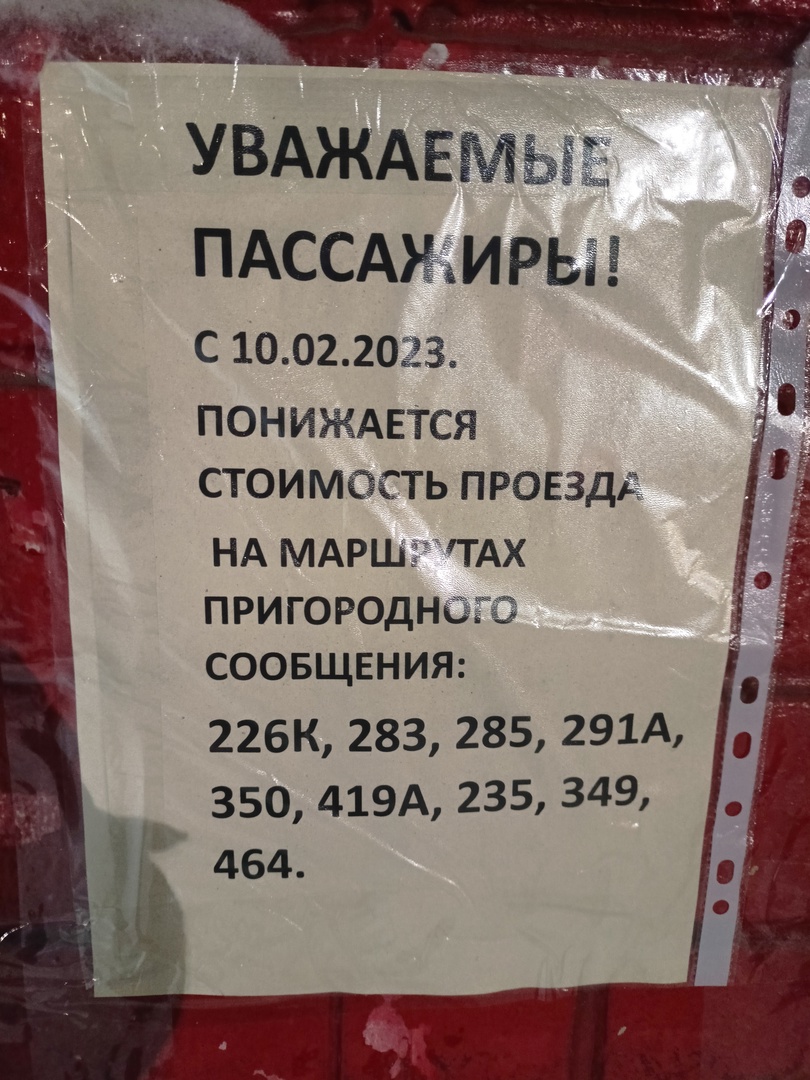 УВАЖАЕМЫЕ
ПАССАЖИРЫ!
С 10.02.2023.
ПОНИЖАЕТСЯ
СТОИМОСТЬ ПРОЕЗДА
НА МАРШРУТАХ
ПРИГОРОДНОГО
СООБЩЕНИЯ:
226К, 283, 285, 291А,
350, 419А, 235, 349,
464.